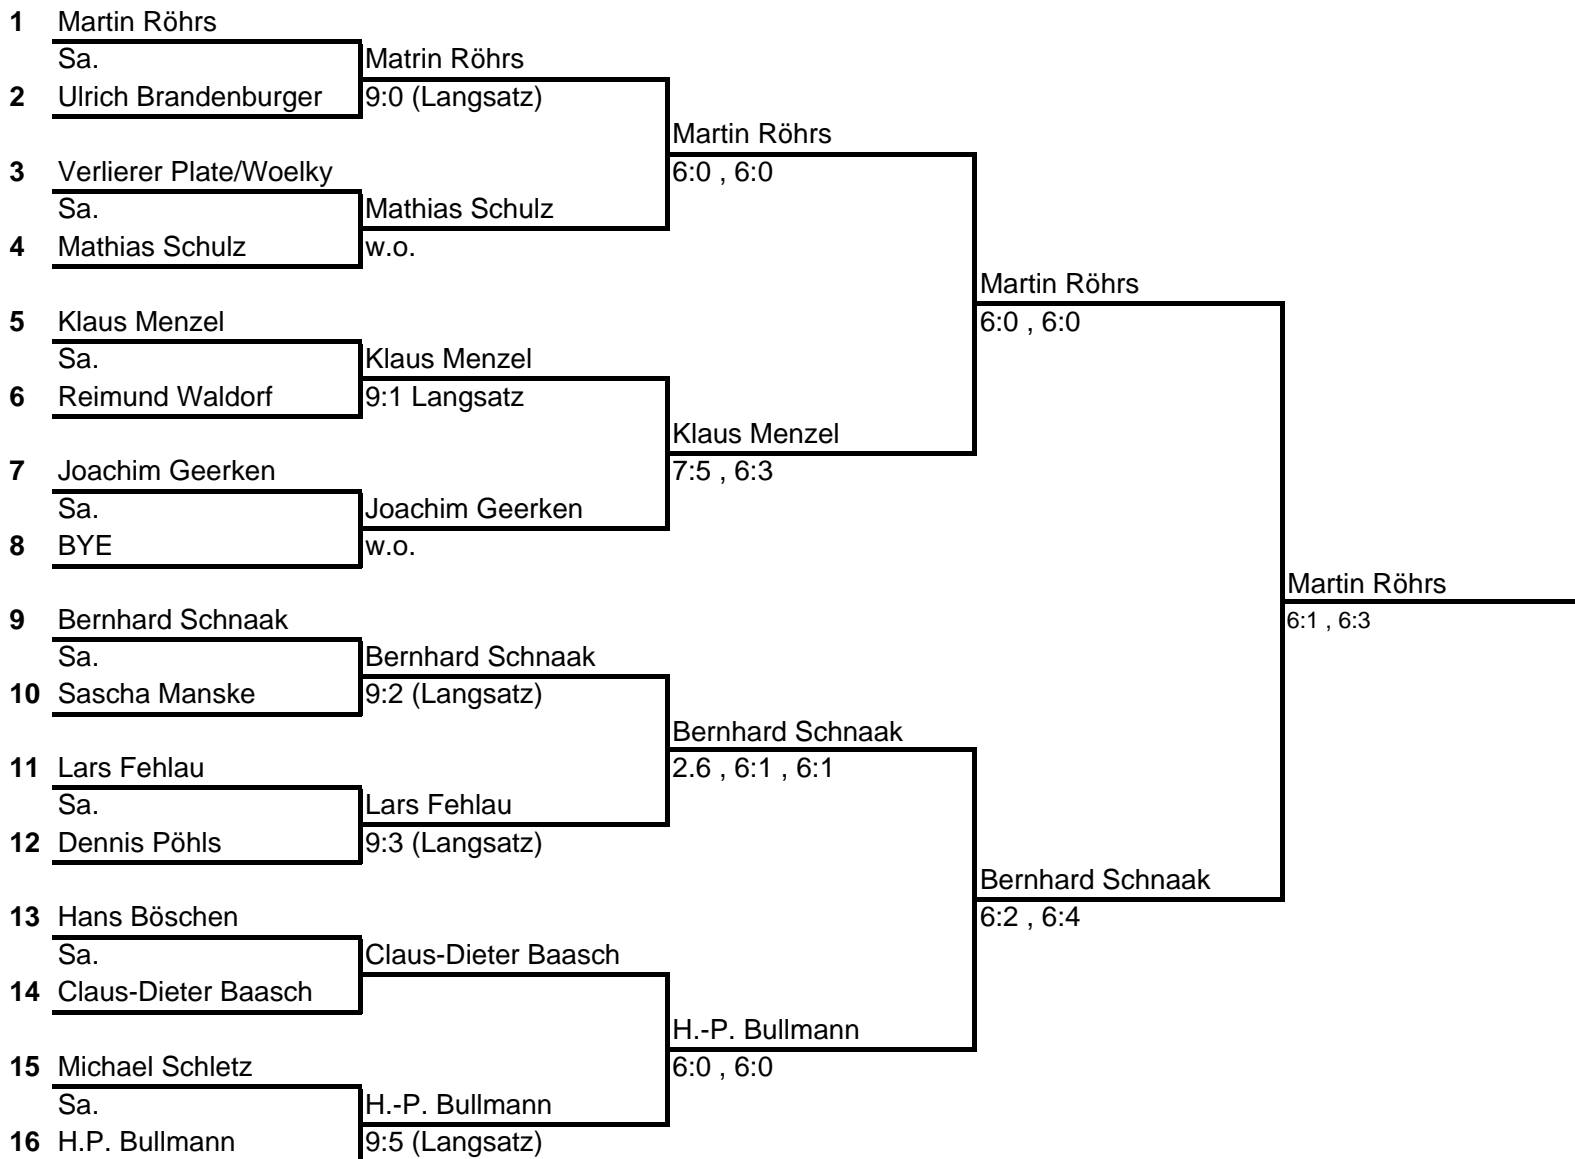 1 Martin Röhrs
Sa. Matrin Röhrs
2 Ulrich Brandenburger 9:0 (Langsatz)
Martin Röhrs
3 Verlierer Plate/Woelky 6:0 , 6:0
Sa. Mathias Schulz
4 Mathias Schulz w.o.
Martin Röhrs
5 Klaus Menzel 6:0 , 6:0
Sa. Klaus Menzel
6 Reimund Waldorf 9:1 Langsatz
Klaus Menzel
7 Joachim Geerken 7:5 , 6:3
Sa. Joachim Geerken
8 BYE w.o.
Martin Röhrs
9 Bernhard Schnaak 6:1 , 6:3
Sa. Bernhard Schnaak
10 Sascha Manske 9:2 (Langsatz)
Bernhard Schnaak
11 Lars Fehlau 2.6 , 6:1 , 6:1
Sa. Lars Fehlau
12 Dennis Pöhls 9:3 (Langsatz)
Bernhard Schnaak
13 Hans Böschen 6:2 , 6:4
Sa. Claus-Dieter Baasch
14 Claus-Dieter Baasch
H.-P. Bullmann
15 Michael Schletz 6:0 , 6:0
Sa. H.-P. Bullmann
16 H.P. Bullmann 9:5 (Langsatz)